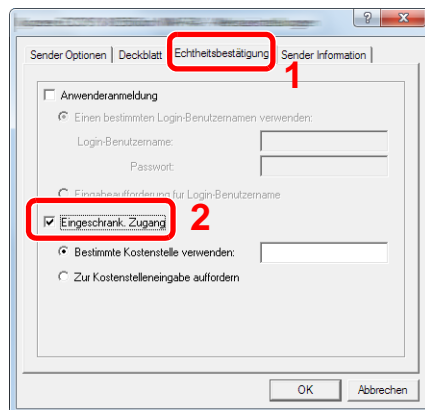 Sender Optionen Deckblatt Echtheitsbestätigung Sender Information
1
Anwenderanmeldung
Einen bestimmten Login-Benutzernamen verwenden:
Login-Benutzername:
Passwort:
Eingabeaufforderung für Login-Benutzername
Eingeschränk. Zugang
2
Bestimmte Kostenstelle verwenden:
Zur Kostenstelleneingabe auffordern
OK Abbrechen